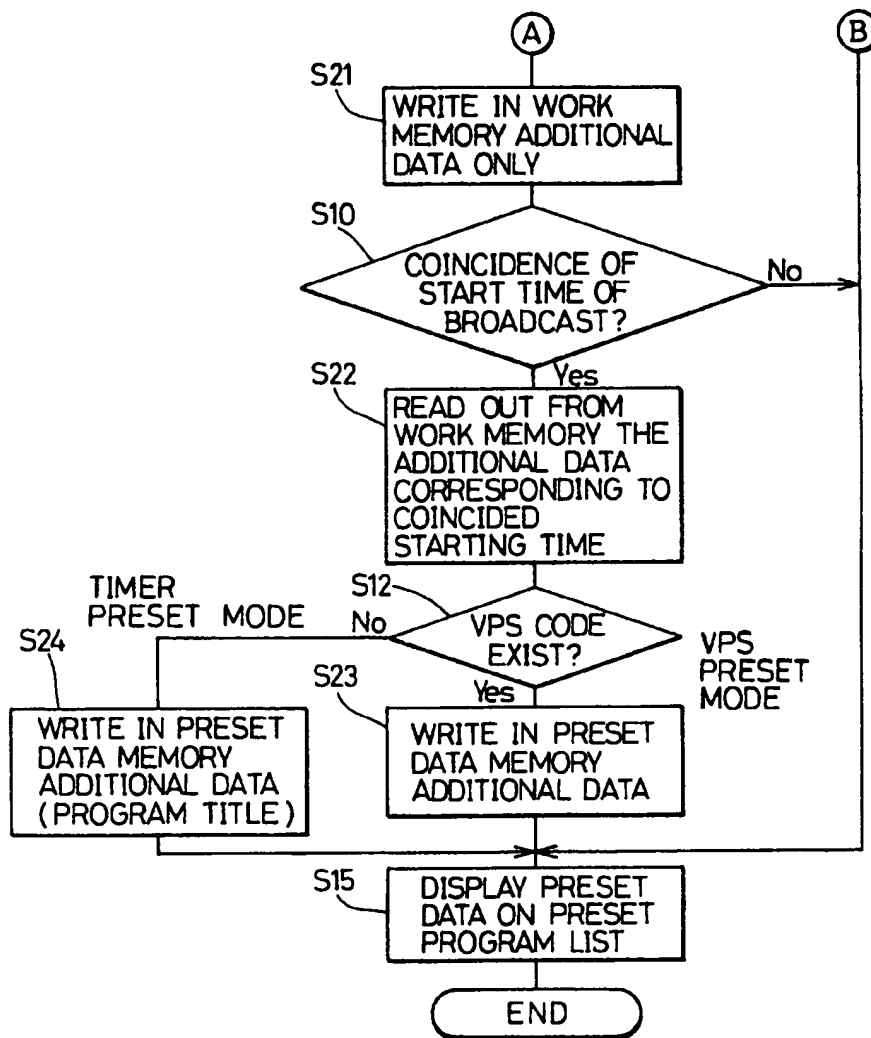 A
B
S21
WRITE IN WORK
MEMORY ADDITIONAL
DATA ONLY
S10
COINCIDENCE OF
START TIME OF
BROADCAST?
No
Yes
S22
READ OUT FROM
WORK MEMORY THE
ADDITIONAL DATA
CORRESPONDING TO
COINCIDED
STARTING TIME
TIMER
PRESET MODE
S12
No
VPS CODE
EXIST?
VPS
PRESET
MODE
S24
S23
Yes
WRITE IN PRESET
DATA MEMORY
ADDITIONAL DATA
(PROGRAM TITLE)
WRITE IN PRESET
DATA MEMORY
ADDITIONAL DATA
S15
DISPLAY PRESET
DATA ON PRESET
PROGRAM LIST
END